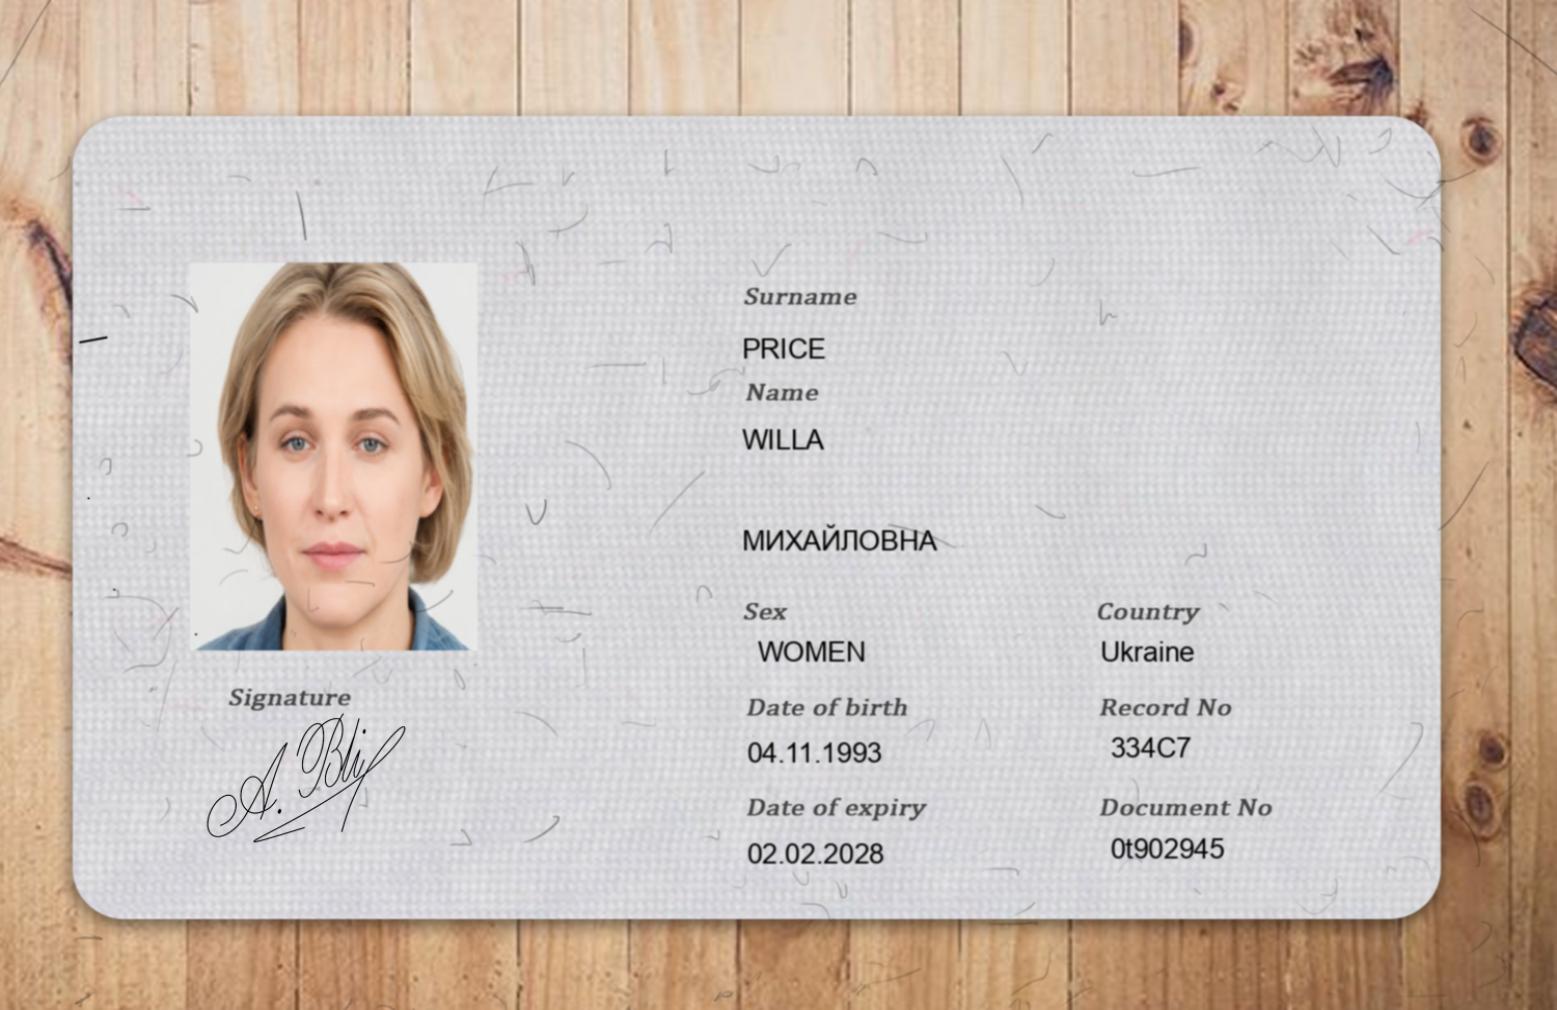 Surname
PRICE
Name
WILLA
МИХАЙЛОВНА
Sex Country
WOMEN Ukraine
Signature
Date of birth Record No
04.11.1993 334C7
Date of expiry Document No
02.02.2028 0t902945